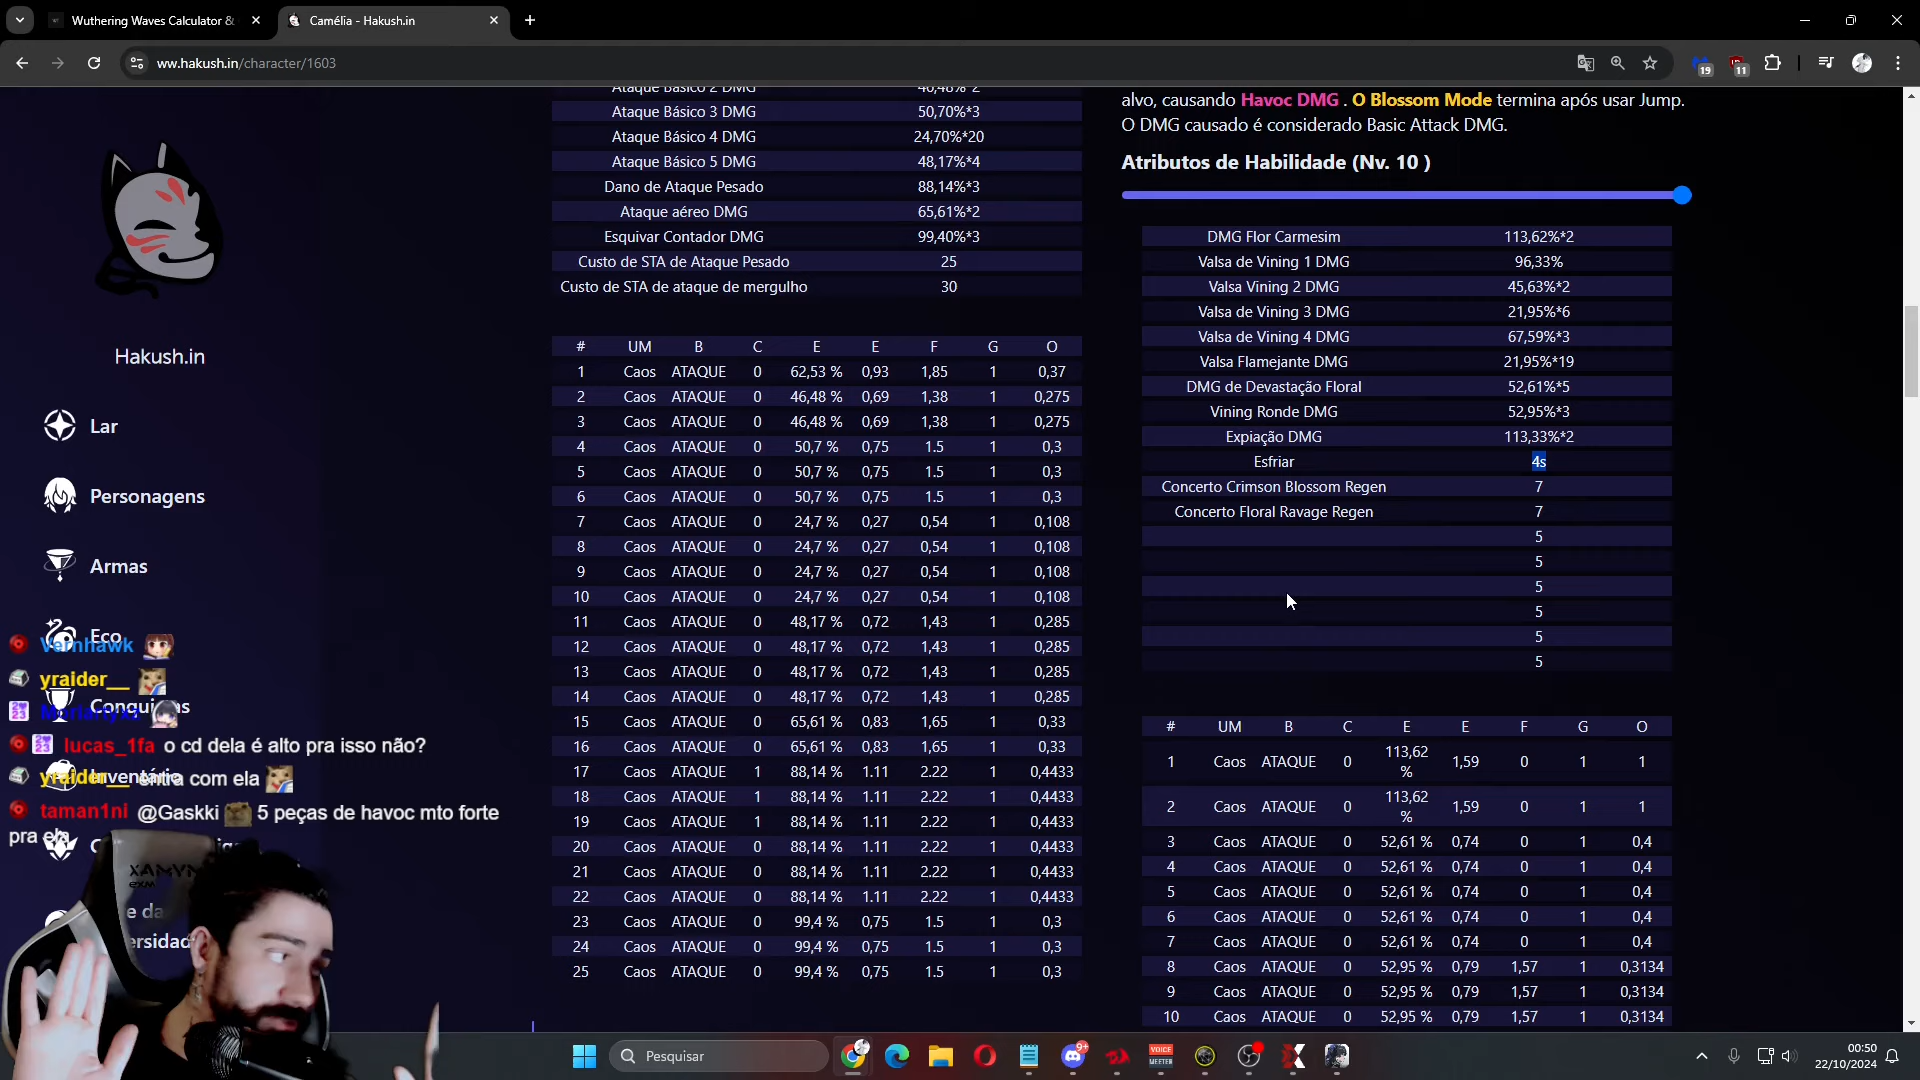 Wuthering Waves Calculator &
Camélia - Hakush.in
ww.hakush.in/character/1603
19
11
Hakush.in
Lar
Personagens
Armas
Eco
Ataque Básico 2 DMG 46,48%*2
Ataque Básico 3 DMG 50,70%*3
Ataque Básico 4 DMG 24,70%*20
Ataque Básico 5 DMG 48,17%*4
Dano de Ataque Pesado 88,14%*3
Ataque aéreo DMG 65,61%*2
Esquivar Contador DMG 99,40%*3
Custo de STA de Ataque Pesado 25
Custo de STA de ataque de mergulho 30
# UM B C E E F G O
1 Caos ATAQUE 0 62,53 % 0,93 1,85 1 0,37
2 Caos ATAQUE 0 46,48 % 0,69 1,38 1 0,275
3 Caos ATAQUE 0 46,48 % 0,69 1,38 1 0,275
4 Caos ATAQUE 0 50,7 % 0,75 1.5 1 0,3
5 Caos ATAQUE 0 50,7 % 0,75 1.5 1 0,3
6 Caos ATAQUE 0 50,7 % 0,75 1.5 1 0,3
7 Caos ATAQUE 0 24,7 % 0,27 0,54 1 0,108
8 Caos ATAQUE 0 24,7 % 0,27 0,54 1 0,108
9 Caos ATAQUE 0 24,7 % 0,27 0,54 1 0,108
10 Caos ATAQUE 0 24,7 % 0,27 0,54 1 0,108
11 Caos ATAQUE 0 48,17 % 0,72 1,43 1 0,285
12 Caos ATAQUE 0 48,17 % 0,72 1,43 1 0,285
13 Caos ATAQUE 0 48,17 % 0,72 1,43 1 0,285
14 Caos ATAQUE 0 48,17 % 0,72 1,43 1 0,285
15 Caos ATAQUE 0 65,61 % 0,83 1,65 1 0,33
16 Caos ATAQUE 0 65,61 % 0,83 1,65 1 0,33
17 Caos ATAQUE 1 88,14 % 1.11 2.22 1 0,4433
18 Caos ATAQUE 1 88,14 % 1.11 2.22 1 0,4433
19 Caos ATAQUE 1 88,14 % 1.11 2.22 1 0,4433
20 Caos ATAQUE 0 88,14 % 1.11 2.22 1 0,4433
21 Caos ATAQUE 0 88,14 % 1.11 2.22 1 0,4433
22 Caos ATAQUE 0 88,14 % 1.11 2.22 1 0,4433
23 Caos ATAQUE 0 99,4 % 0,75 1.5 1 0,3
24 Caos ATAQUE 0 99,4 % 0,75 1.5 1 0,3
25 Caos ATAQUE 0 99,4 % 0,75 1.5 1 0,3
alvo, causando Havoc DMG . O Blossom Mode termina após usar Jump.
O DMG causado é considerado Basic Attack DMG.
Atributos de Habilidade (Nv. 10 )
DMG Flor Carmesim 113,62%*2
Valsa de Vining 1 DMG 96,33%
Valsa Vining 2 DMG 45,63%*2
Valsa de Vining 3 DMG 21,95%*6
Valsa de Vining 4 DMG 67,59%*3
Valsa Flamejante DMG 21,95%*19
DMG de Devastação Floral 52,61%*5
Vining Ronde DMG 52,95%*3
Expiação DMG 113,33%*2
Esfriar 4s
Concerto Crimson Blossom Regen 7
Concerto Floral Ravage Regen 7
5
5
5
5
5
5
# UM B C E E F G O
1 Caos ATAQUE 0 113,62 % 1,59 0 1 1
2 Caos ATAQUE 0 113,62 % 1,59 0 1 1
3 Caos ATAQUE 0 52,61 % 0,74 0 1 0,4
4 Caos ATAQUE 0 52,61 % 0,74 0 1 0,4
5 Caos ATAQUE 0 52,61 % 0,74 0 1 0,4
6 Caos ATAQUE 0 52,61 % 0,74 0 1 0,4
7 Caos ATAQUE 0 52,61 % 0,74 0 1 0,4
8 Caos ATAQUE 0 52,95 % 0,79 1,57 1 0,3134
9 Caos ATAQUE 0 52,95 % 0,79 1,57 1 0,3134
10 Caos ATAQUE 0 52,95 % 0,79 1,57 1 0,3134
Vernhawk
yraider__
lucas_1fa o cd dela é alto pra isso não?
yraider__ entra com ela
taman1ni @Gaskki 5 peças de havoc mto forte
pra ela
Pesquisar
9+
VOICE
MEETER
00:50
22/10/2024